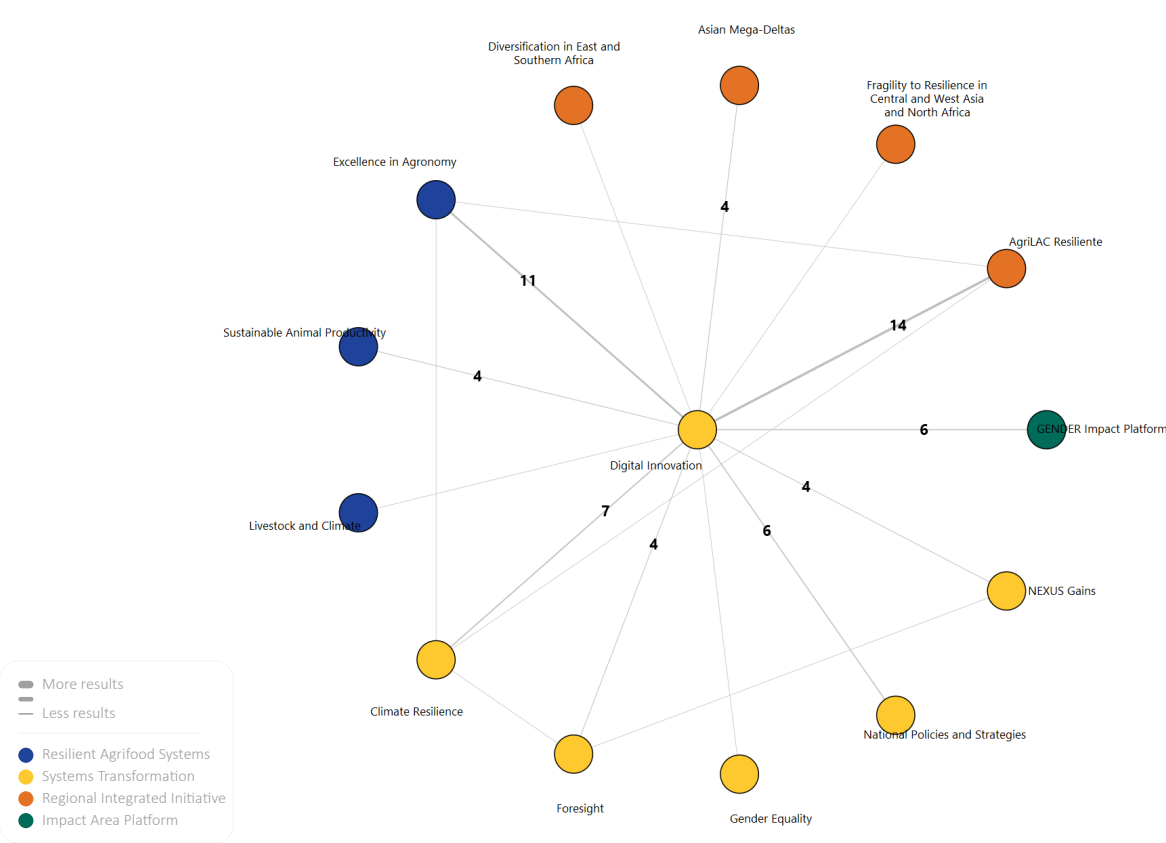 Asian Mega-Deltas
Diversification in East and
Southern Africa
Fragility to Resilience in
Central and West Asia
and North Africa
Excellence in Agronomy
4
AgriLAC Resiliente
11
14
Sustainable Animal Productivity
4
6
GENDER Impact Platform
Digital Innovation
4
7
6
Livestock and Climate
4
NEXUS Gains
Climate Resilience
National Policies and Strategies
Foresight
Gender Equality
More results
Less results
Resilient Agrifood Systems
Systems Transformation
Regional Integrated Initiative
Impact Area Platform